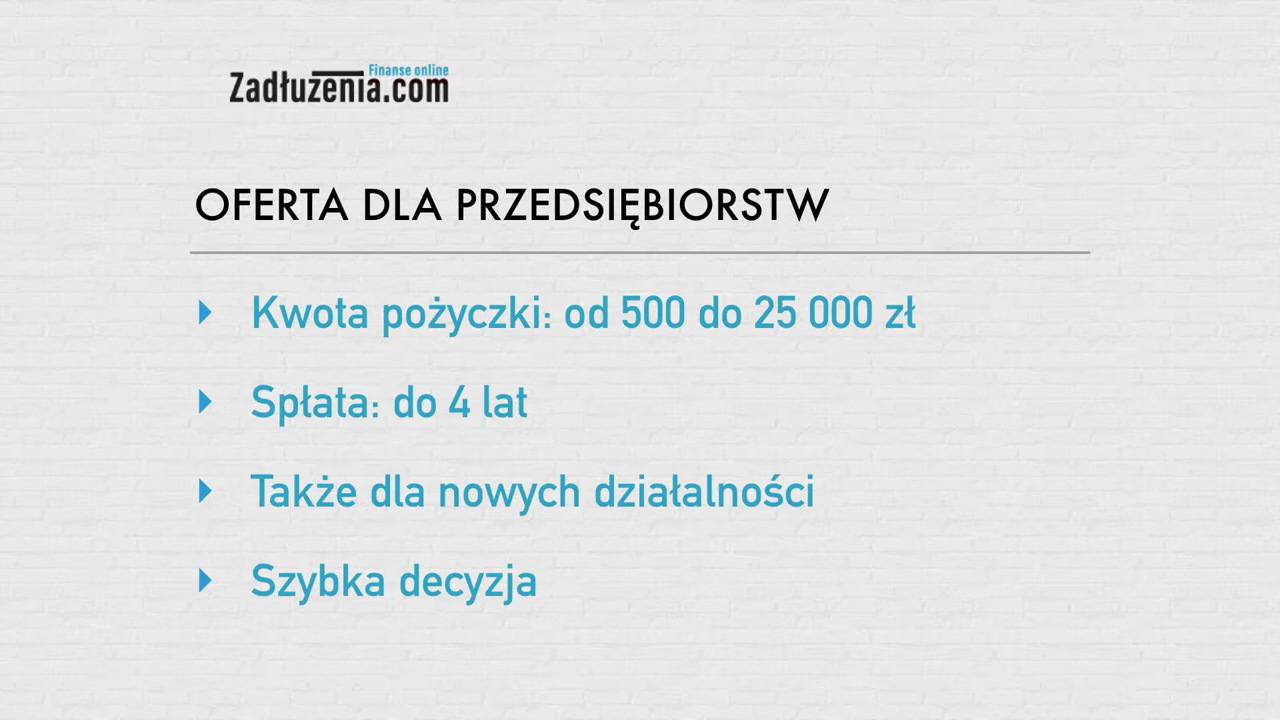 Finanse online
Zadłużenia.com
OFERTA DLA PRZEDSIĘBIORSTW
Kwota pożyczki: od 500 do 25 000 zł
Spłata: do 4 lat
Także dla nowych działalności
Szybka decyzja